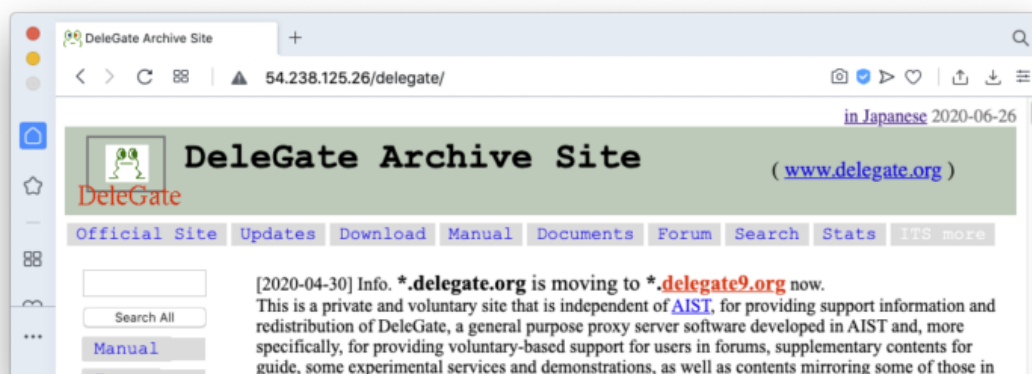 DeleGate Archive Site
54.238.125.26/delegate/
in Japanese 2020-06-26
DeleGate
DeleGate Archive Site
( www.delegate.org )
Official Site Updates Download Manual Documents Forum Search Stats ITS more
[2020-04-30] Info. *.delegate.org is moving to *.delegate9.org now.
This is a private and voluntary site that is independent of AIST, for providing support information and
redistribution of DeleGate, a general purpose proxy server software developed in AIST and, more
specifically, for providing voluntary-based support for users in forums, supplementary contents for
guide, some experimental services and demonstrations, as well as contents mirroring some of those in
Search All
Manual